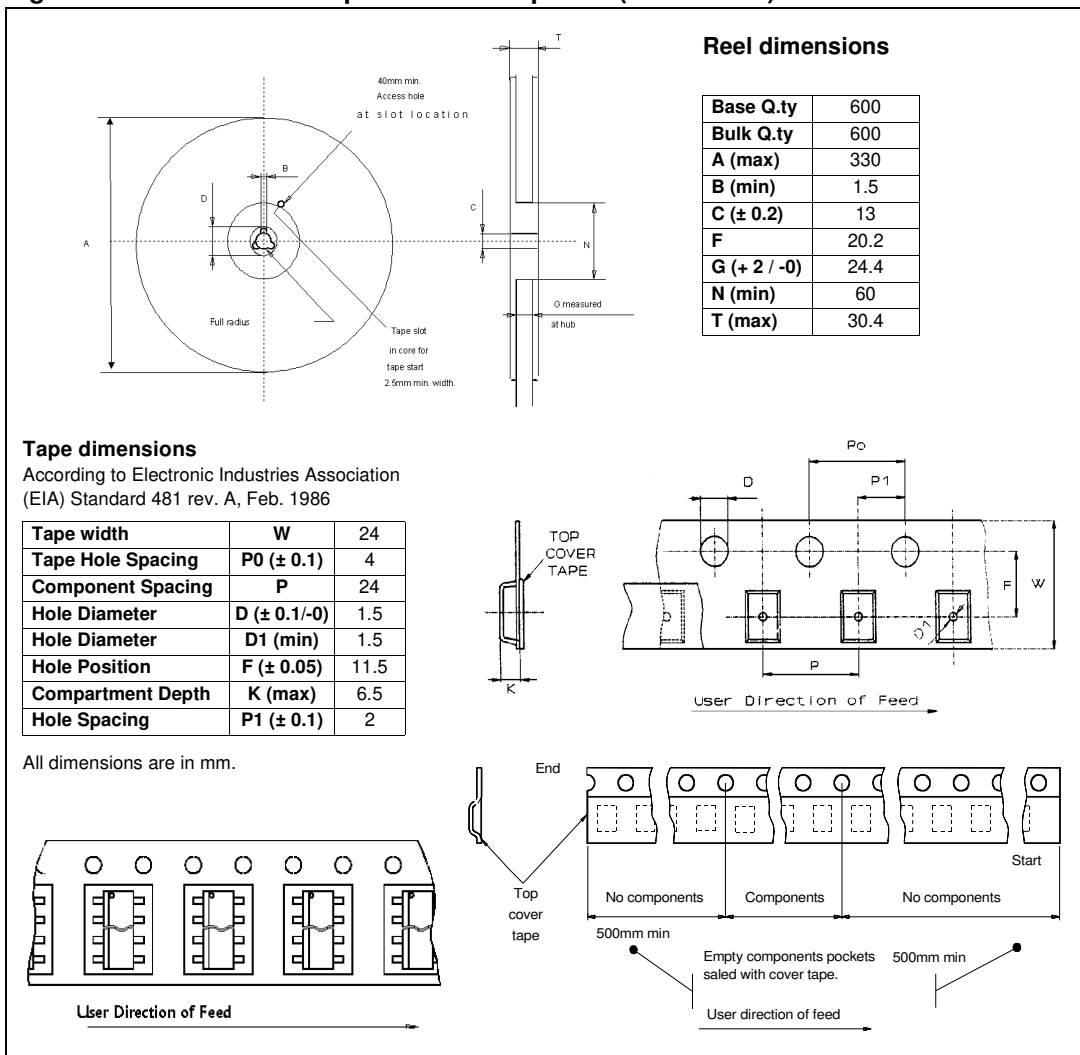 T
Reel dimensions
40mm min.
Access hole
at slot location
B
D
C
A
N
Full radius
G measured
at hub
Tape slot
in core for
tape start
2.5mm min. width.
Base Q.ty 600
Bulk Q.ty 600
A (max) 330
B (min) 1.5
C (± 0.2) 13
F 20.2
G (+ 2 / -0) 24.4
N (min) 60
T (max) 30.4
Tape dimensions
According to Electronic Industries Association
(EIA) Standard 481 rev. A, Feb. 1986
Tape width W 24
Tape Hole Spacing P0 (± 0.1) 4
Component Spacing P 24
Hole Diameter D (± 0.1/-0) 1.5
Hole Diameter D1 (min) 1.5
Hole Position F (± 0.05) 11.5
Compartment Depth K (max) 6.5
Hole Spacing P1 (± 0.1) 2
All dimensions are in mm.
Po
D
P1
TOP
COVER
TAPE
F
W
D1
K
P
User Direction of Feed
End
Start
Top
cover
tape
No components
Components
No components
500mm min
Empty components pockets
saled with cover tape.
500mm min
User direction of feed
User Direction of Feed